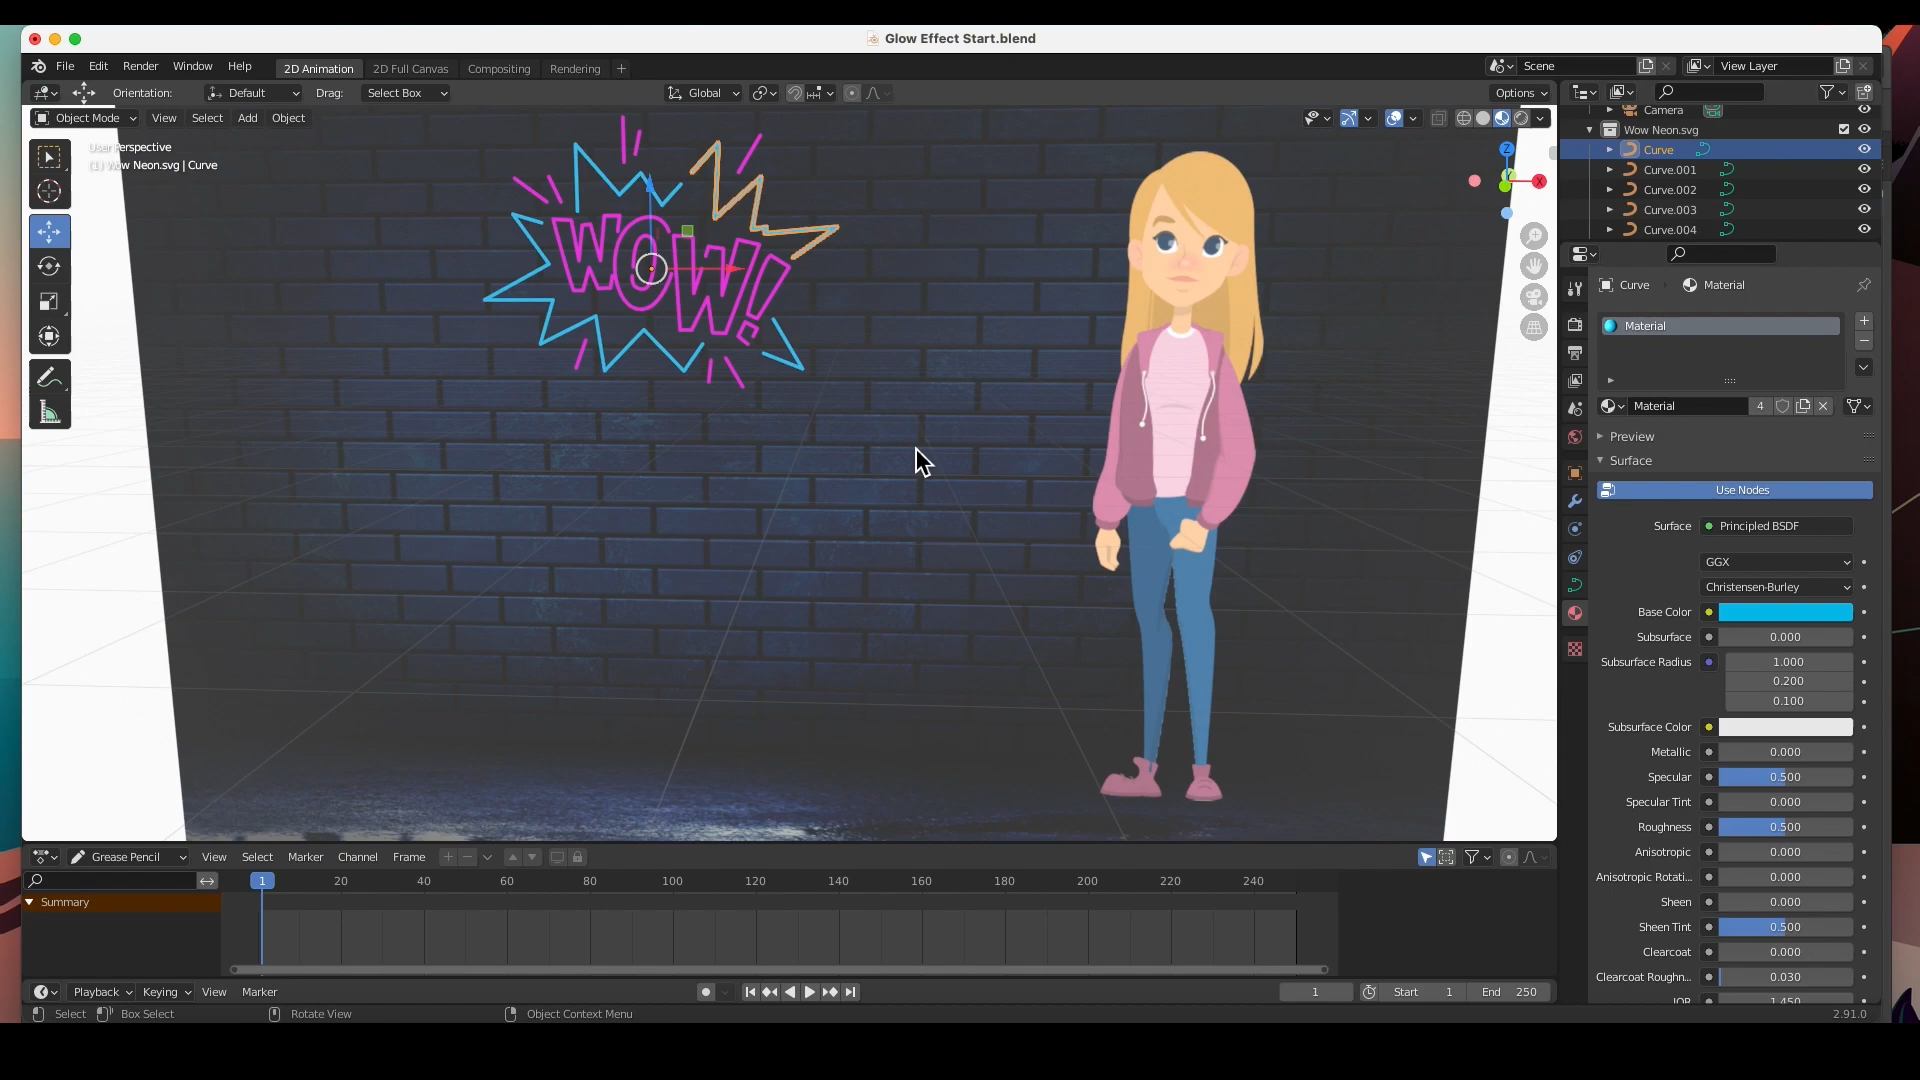 Glow Effect Start.blend
File Edit Render Window Help 2D Animation 2D Full Canvas Compositing Rendering + Scene View Layer
Orientation: Default Drag: Select Box Global Options
Object Mode View Select Add Object
User Perspective
(1) Wow Neon.svg | Curve
WOW!
Z
X
Camera
Wow Neon.svg
Curve
Curve.001
Curve.002
Curve.003
Curve.004
Curve Material
Material
Material 4
Preview
Surface
Use Nodes
Surface Principled BSDF
GGX
Christensen-Burley
Base Color
Subsurface 0.000
Subsurface Radius 1.000
0.200
0.100
Subsurface Color
Metallic 0.000
Specular 0.500
Specular Tint 0.000
Roughness 0.500
Anisotropic 0.000
Anisotropic Rotati... 0.000
Sheen 0.000
Sheen Tint 0.500
Clearcoat 0.000
Clearcoat Roughn... 0.030
IOR 1.450
Grease Pencil View Select Marker Channel Frame
1 20 40 60 80 100 120 140 160 180 200 220 240
Summary
Playback Keying View Marker 1 Start 1 End 250
Select Box Select Rotate View Object Context Menu 2.91.0